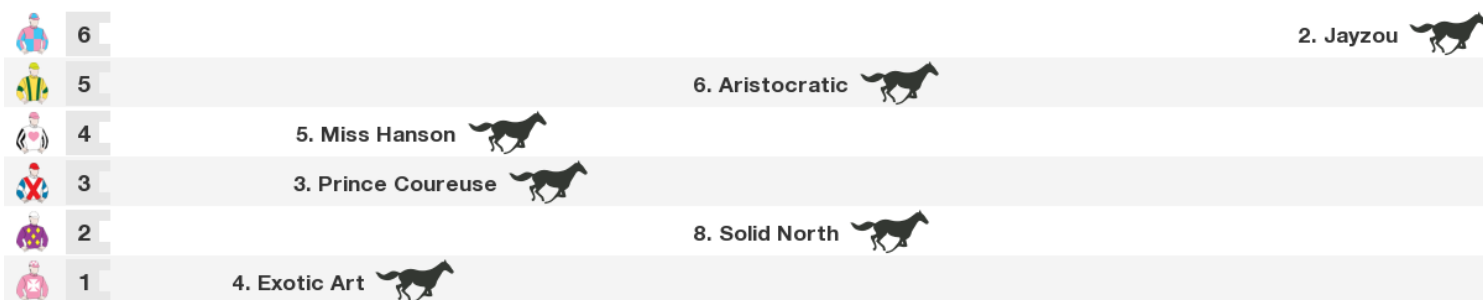 6 2. Jayzou
5 6. Aristocratic
4 5. Miss Hanson
3 3. Prince Coureuse
2 8. Solid North
1 4. Exotic Art